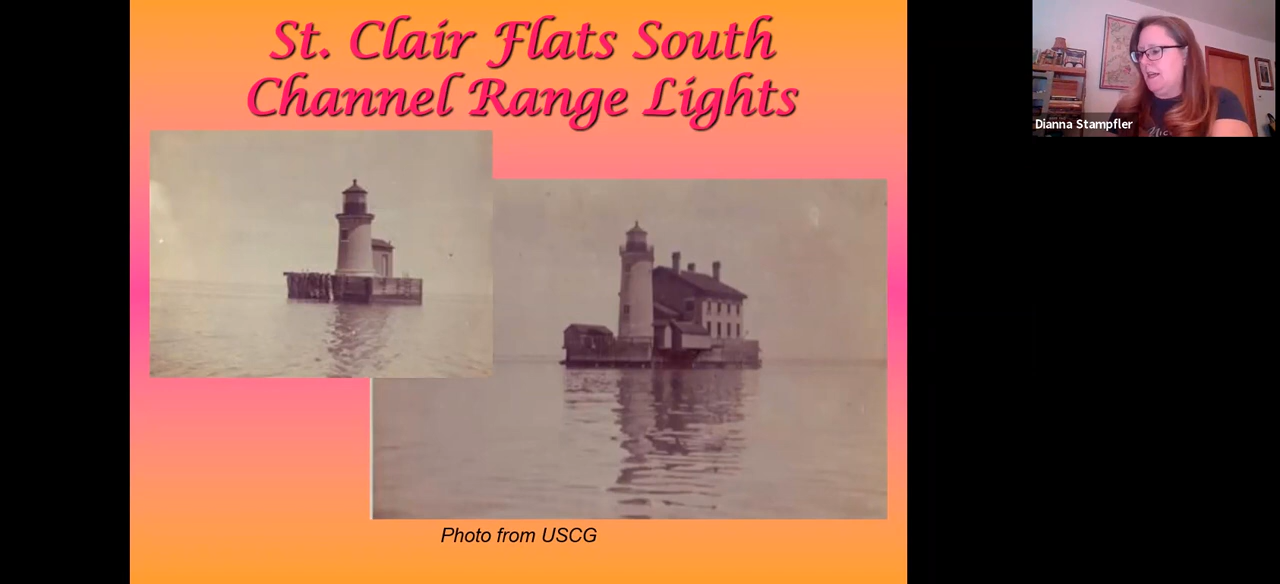 St. Clair Flats South
Channel Range Lights
Dianna Stampfler
Photo from USCG